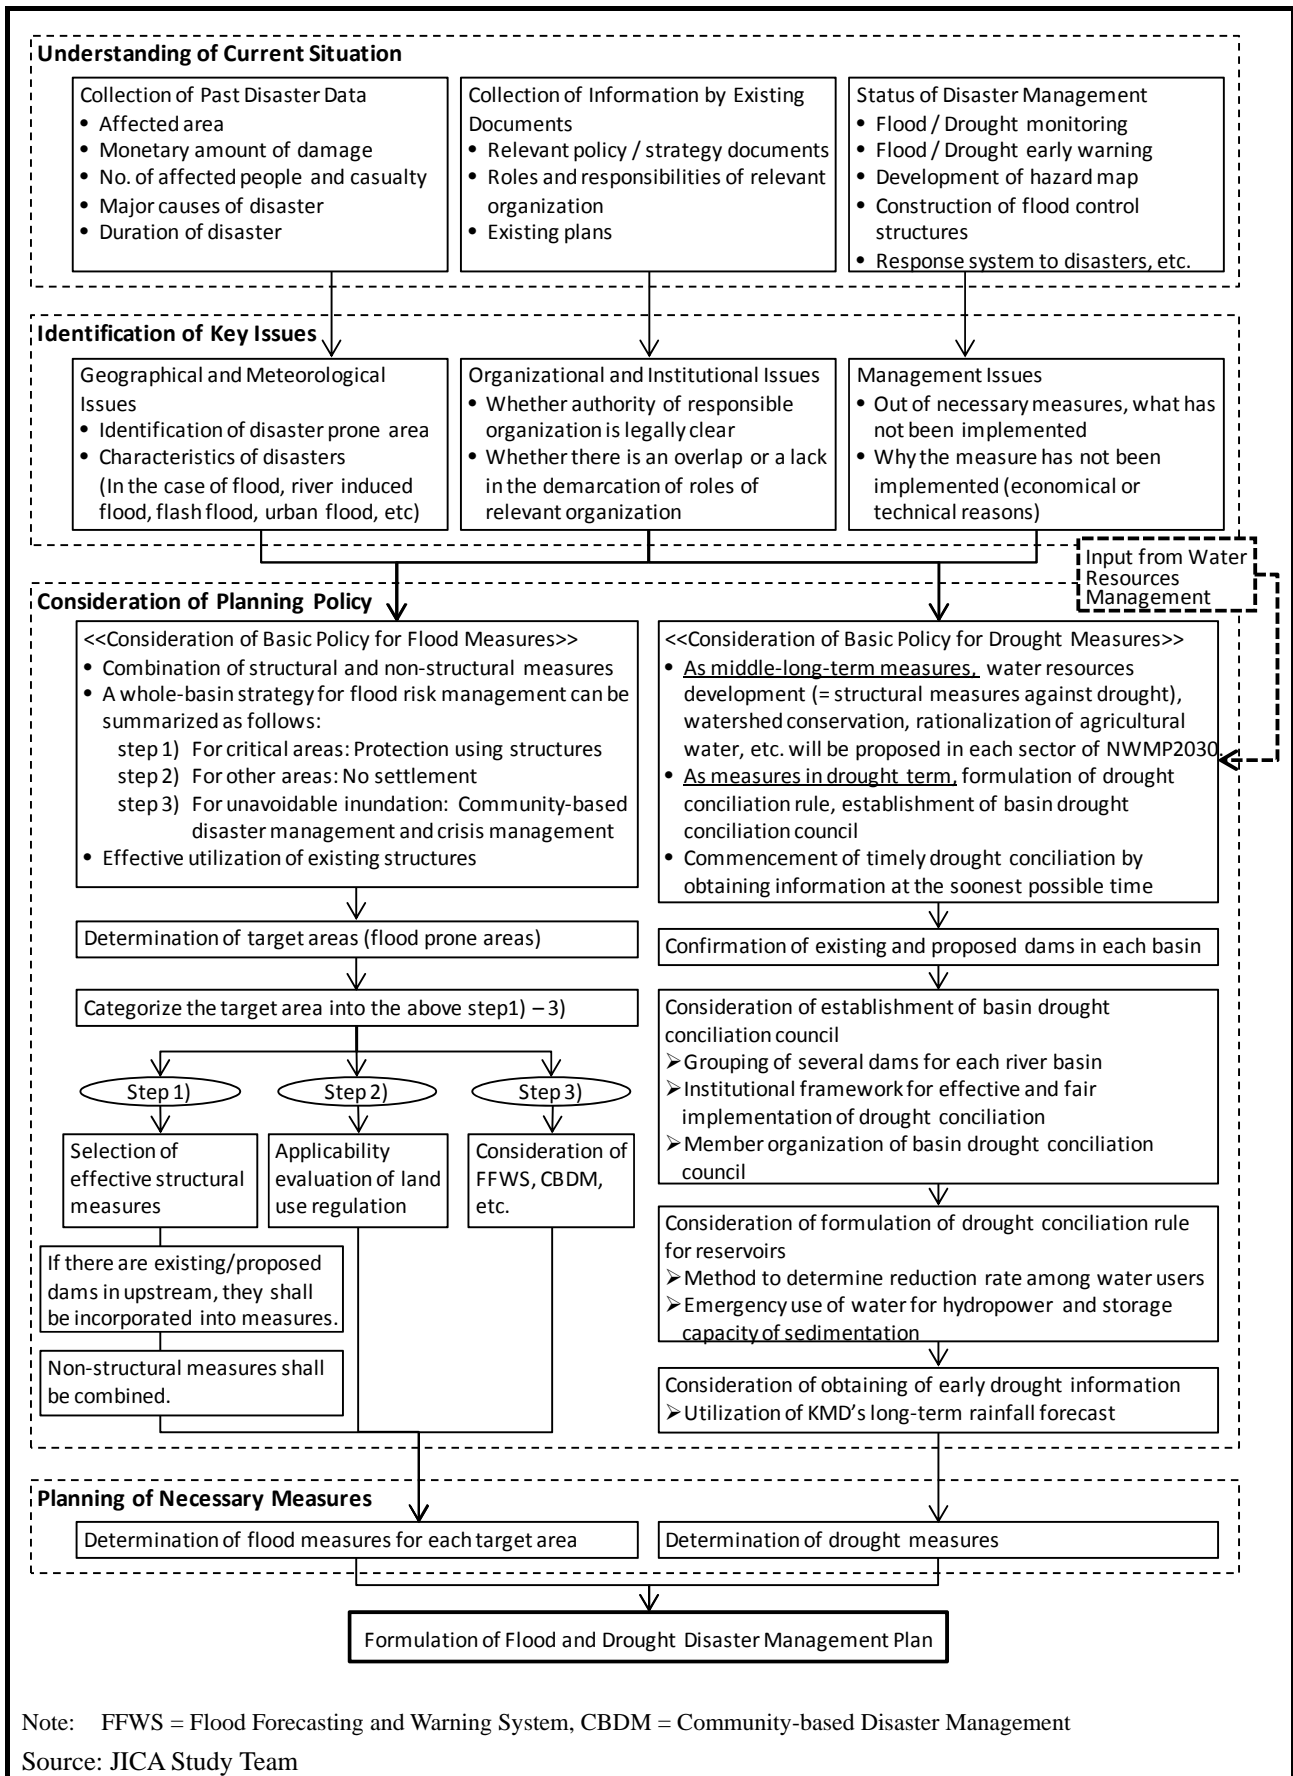 Understanding of Current Situation
Collection of Past Disaster Data
• Affected area
• Monetary amount of damage
• No. of affected people and casualty
• Major causes of disaster
• Duration of disaster
Collection of Information by Existing
Documents
• Relevant policy / strategy documents
• Roles and responsibilities of relevant
organization
• Existing plans
Status of Disaster Management
• Flood / Drought monitoring
• Flood / Drought early warning
• Development of hazard map
• Construction of flood control
structures
• Response system to disasters, etc.
Identification of Key Issues
Geographical and Meteorological
Issues
• Identification of disaster prone area
• Characteristics of disasters
(In the case of flood, river induced
flood, flash flood, urban flood, etc)
Organizational and Institutional Issues
• Whether authority of responsible
organization is legally clear
• Whether there is an overlap or a lack
in the demarcation of roles of
relevant organization
Management Issues
• Out of necessary measures, what has
not been implemented
• Why the measure has not been
implemented (economical or
technical reasons)
Input from Water
Resources
Management
Consideration of Planning Policy
<<Consideration of Basic Policy for Flood Measures>>
• Combination of structural and non-structural measures
• A whole-basin strategy for flood risk management can be
summarized as follows:
step 1) For critical areas: Protection using structures
step 2) For other areas: No settlement
step 3) For unavoidable inundation: Community-based
disaster management and crisis management
• Effective utilization of existing structures
Determination of target areas (flood prone areas)
Categorize the target area into the above step1) – 3)
Step 1)
Step 2)
Step 3)
Selection of
effective structural
measures
Applicability
evaluation of land
use regulation
Consideration of
FFWS, CBDM,
etc.
If there are existing/proposed
dams in upstream, they shall
be incorporated into measures.
Non-structural measures shall
be combined.
<<Consideration of Basic Policy for Drought Measures>>
• As middle-long-term measures, water resources
development (= structural measures against drought),
watershed conservation, rationalization of agricultural
water, etc. will be proposed in each sector of NWMP2030.
• As measures in drought term, formulation of drought
conciliation rule, establishment of basin drought
conciliation council
• Commencement of timely drought conciliation by
obtaining information at the soonest possible time
Confirmation of existing and proposed dams in each basin
Consideration of establishment of basin drought
conciliation council
➢Grouping of several dams for each river basin
➢Institutional framework for effective and fair
implementation of drought conciliation
➢Member organization of basin drought conciliation
council
Consideration of formulation of drought conciliation rule
for reservoirs
➢Method to determine reduction rate among water users
➢Emergency use of water for hydropower and storage
capacity of sedimentation
Consideration of obtaining of early drought information
➢Utilization of KMD's long-term rainfall forecast
Planning of Necessary Measures
Determination of flood measures for each target area
Determination of drought measures
Formulation of Flood and Drought Disaster Management Plan
Note: FFWS = Flood Forecasting and Warning System, CBDM = Community-based Disaster Management
Source: JICA Study Team